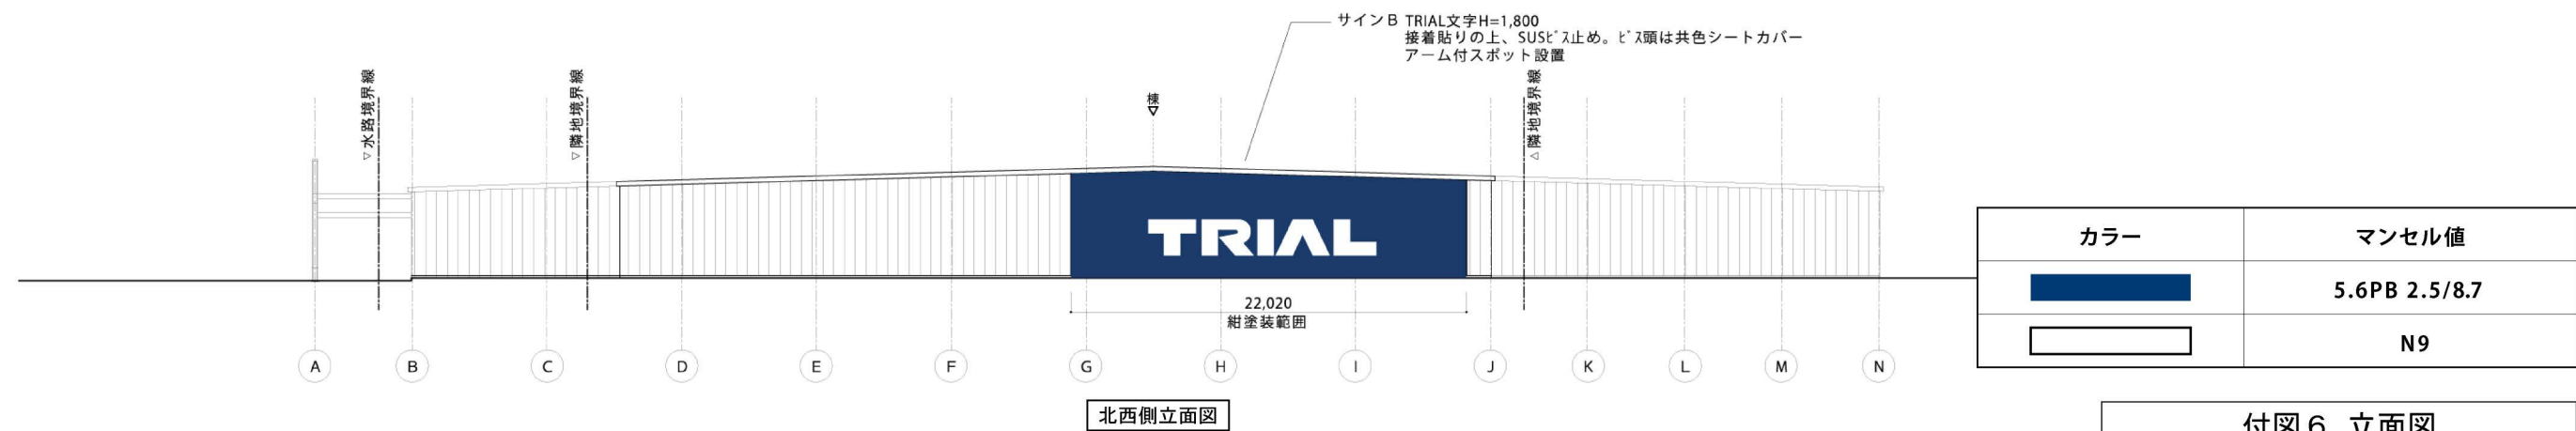 サインB TRIAL文字H=1,800
接着貼りの上、SUSﾋﾞｽ止め。ﾋﾞｽ頭は共色シートカバー
アーム付スポット設置
▽水路境界線
▽隣地境界線
棟
▽隣地境界線
TRIAL
22,020
紺塗装範囲
A B C D E F G H I J K L M N
北西側立面図
カラー マンセル値
5.6PB 2.5/8.7
N9
付図6 立面図